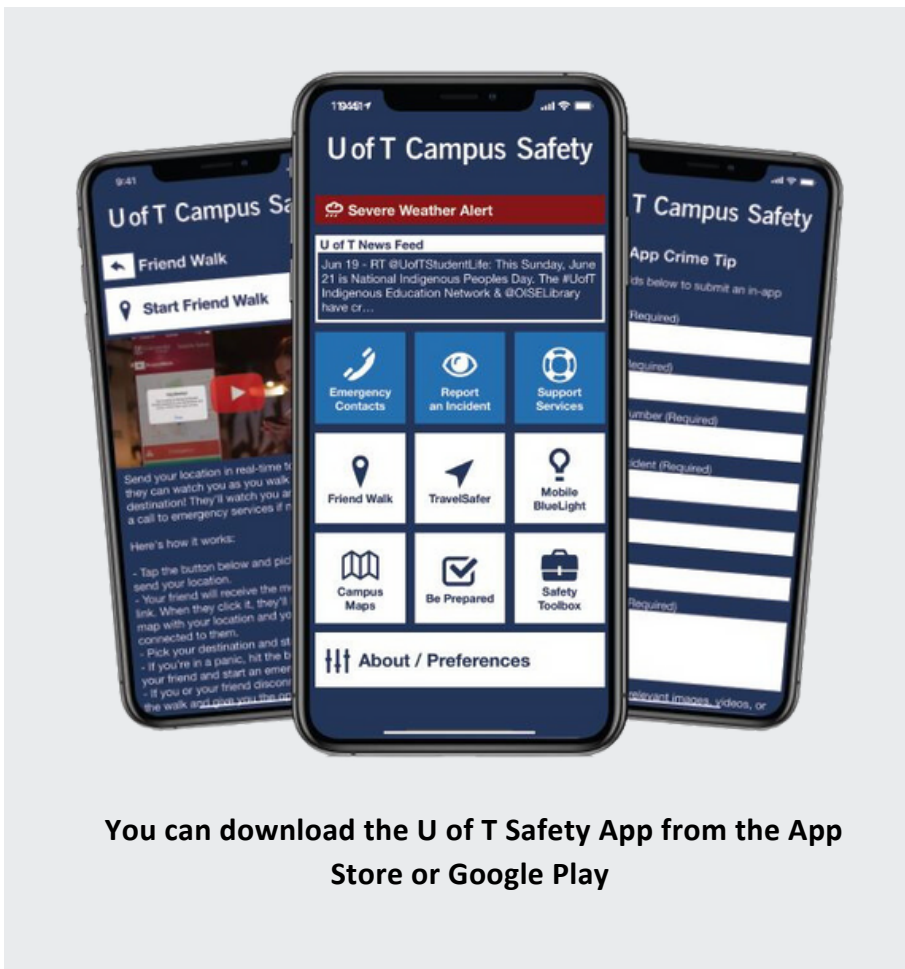 9:41
U of T Campus Sa
Friend Walk
Start Friend Walk
Send your location in real-time to
they can watch you as you walk
destination! They'll watch you
a call to emergency services if
Here's how it works:
- Tap the button below and
send your location.
- Your friend will receive the
link. When they click it, they'll
map with your location and
connected to them.
- Pick your destination and
- If you're in a panic, hit the
your friend and start an
- If you or your friend
the walk and give you the
U of T Campus Safety
Severe Weather Alert
U of T News Feed
Jun 19 - RT @UofTStudentLife: This Sunday, June
21 is National Indigenous Peoples Day. The #UofT
Indigenous Education Network & @OISELibrary
have cr…
Emergency
Contacts
Report
an Incident
Support
Services
Friend Walk
TravelSafer
Mobile
BlueLight
Campus
Maps
Be Prepared
Safety
Toolbox
About / Preferences
T Campus Safety
App Crime Tip
ds below to submit an in-app
(Required)
(Required)
umber (Required)
ident (Required)
(Required)
relevant images, videos, or
You can download the U of T Safety App from the App
Store or Google Play